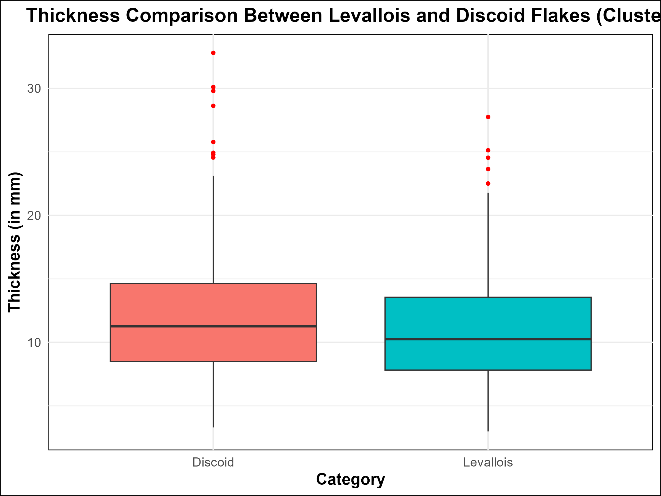 Thickness Comparison Between Levallois and Discoid Flakes (Cluste
Thickness (in mm)
30
20
10
Discoid
Levallois
Category